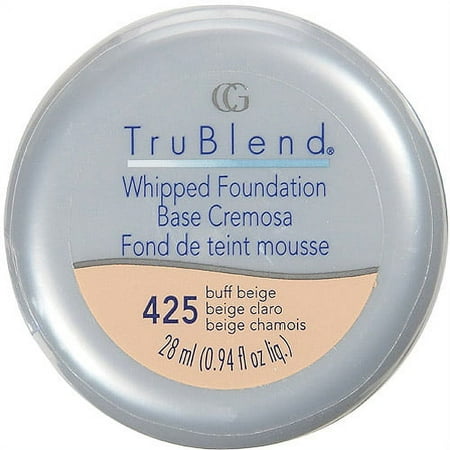 CG
TruBlend®
Whipped Foundation
Base Cremosa
Fond de teint mousse
425
buff beige
beige claro
beige chamois
28 ml (0.94 fl oz liq.)